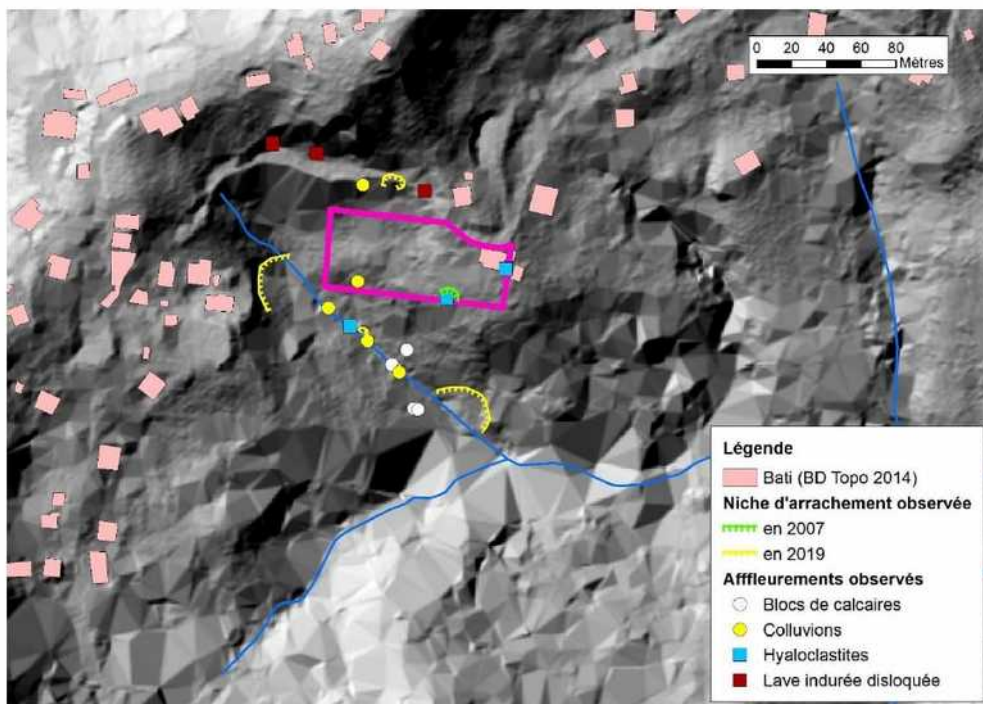 0 20 40 60 80
Mètres
Légende
Bati (BD Topo 2014)
Niche d'arrachement observée
en 2007
en 2019
Afffleurements observés
Blocs de calcaires
Colluvions
Hyaloclastites
Lave indurée disloquée